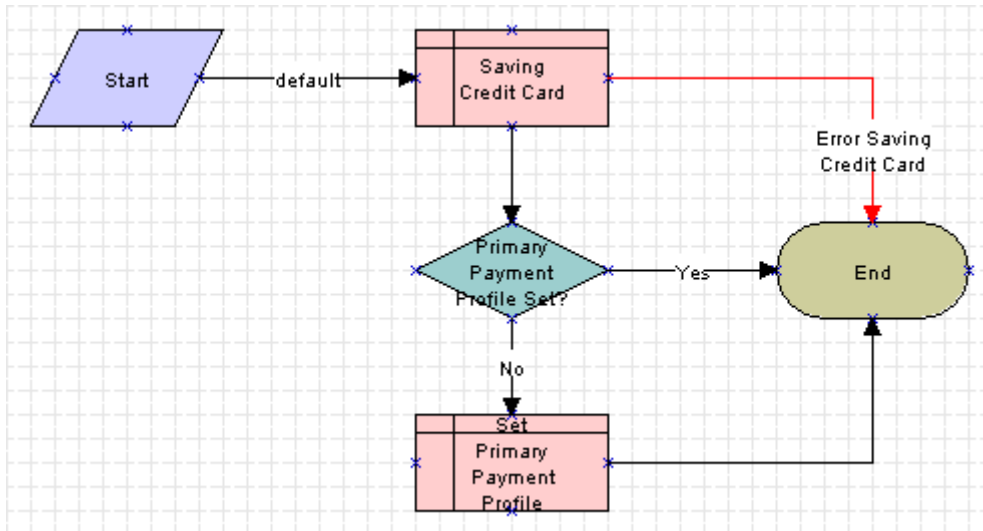 Start
default
Saving
Credit Card
Error Saving
Credit Card
Primary
Payment
Profile Set?
Yes
End
No
Set
Primary
Payment
Profile